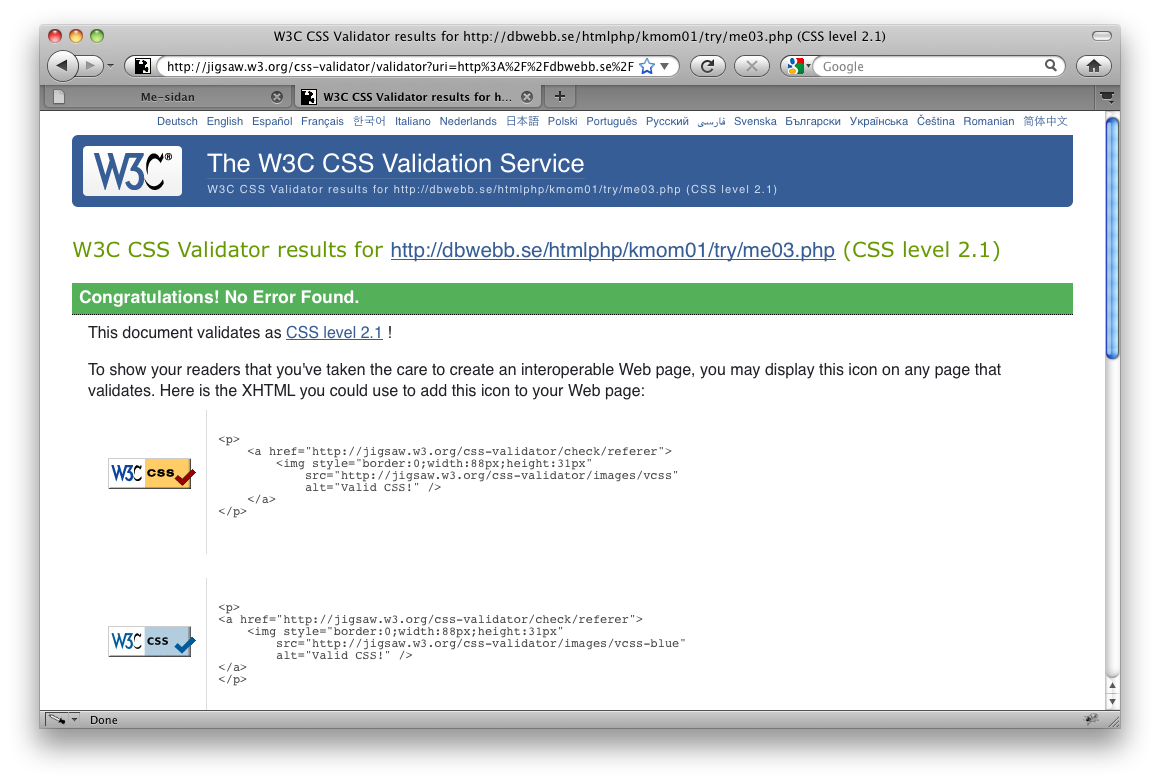 W3C CSS Validator results for http://dbwebb.se/htmlphp/kmom01/try/me03.php (CSS level 2.1)
http://jigsaw.w3.org/css-validator/validator?uri=http%3A%2F%2Fdbwebb.se%2F
Google
Me-sidan
W3C CSS Validator results for h...
Deutsch English Español Français 한국어 Italiano Nederlands 日本語 Polski Português Русский فارسی Svenska Български Українська Čeština Romanian 简体中文
W3C®
The W3C CSS Validation Service
W3C CSS Validator results for http://dbwebb.se/htmlphp/kmom01/try/me03.php (CSS level 2.1)
W3C CSS Validator results for http://dbwebb.se/htmlphp/kmom01/try/me03.php (CSS level 2.1)
Congratulations! No Error Found.
This document validates as CSS level 2.1 !
To show your readers that you've taken the care to create an interoperable Web page, you may display this icon on any page that
validates. Here is the XHTML you could use to add this icon to your Web page:
W3C css
<p>
<a href="http://jigsaw.w3.org/css-validator/check/referer">
<img style="border:0;width:88px;height:31px"
src="http://jigsaw.w3.org/css-validator/images/vcss"
alt="Valid CSS!" />
</a>
</p>
W3C css
<p>
<a href="http://jigsaw.w3.org/css-validator/check/referer">
<img style="border:0;width:88px;height:31px"
src="http://jigsaw.w3.org/css-validator/images/vcss-blue"
alt="Valid CSS!" />
</a>
</p>
Done